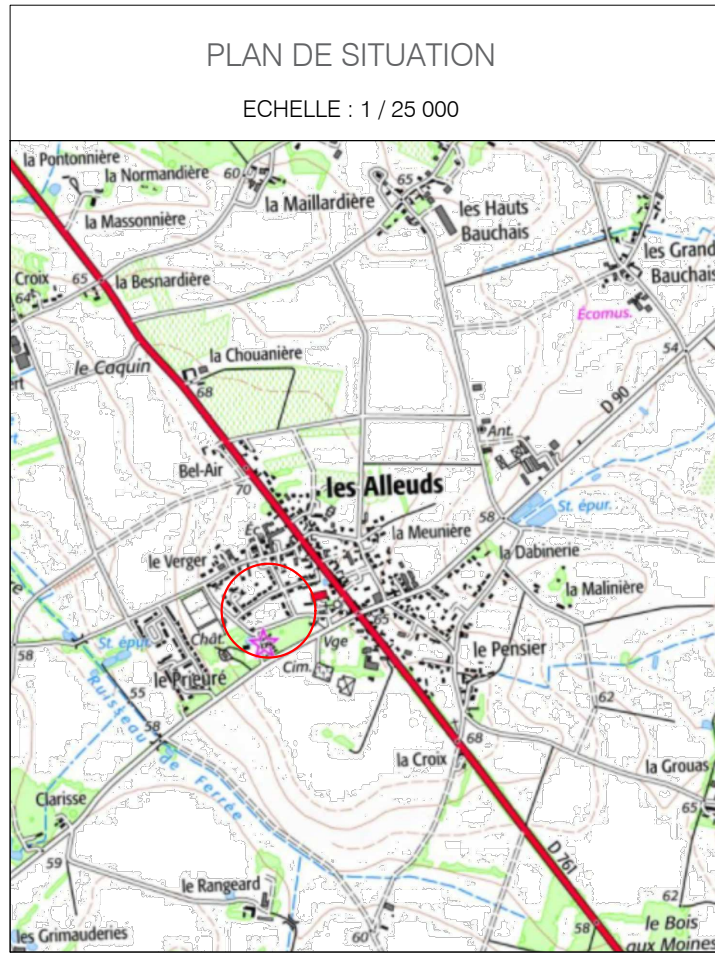 PLAN DE SITUATION
ECHELLE : 1 / 25 000
la Pontonnière
la Normandière
60
la Maillardière
65
les Hauts
Bauchais
la Massonnière
les Grand
Bauchais
Croix
64
65
la Besnardière
Écomus.
le Caquin
la Chouanière
54
68
D 90
Ant.
Bel-Air
70
les Alleuds
St. épur.
58
la Meunière
la Dabinerie
le Verger
la Malinière
65
Chât.
Vge
58
St. épur.
Cim.
le Pensier
le Prieuré
55
62
58
Ruisseau de Ferrée
68
la Croix
la Grouas
Clarisse
65
59
D 761
le Rangeard
62
58
le Bois
aux Moines
les Grimauderies
60